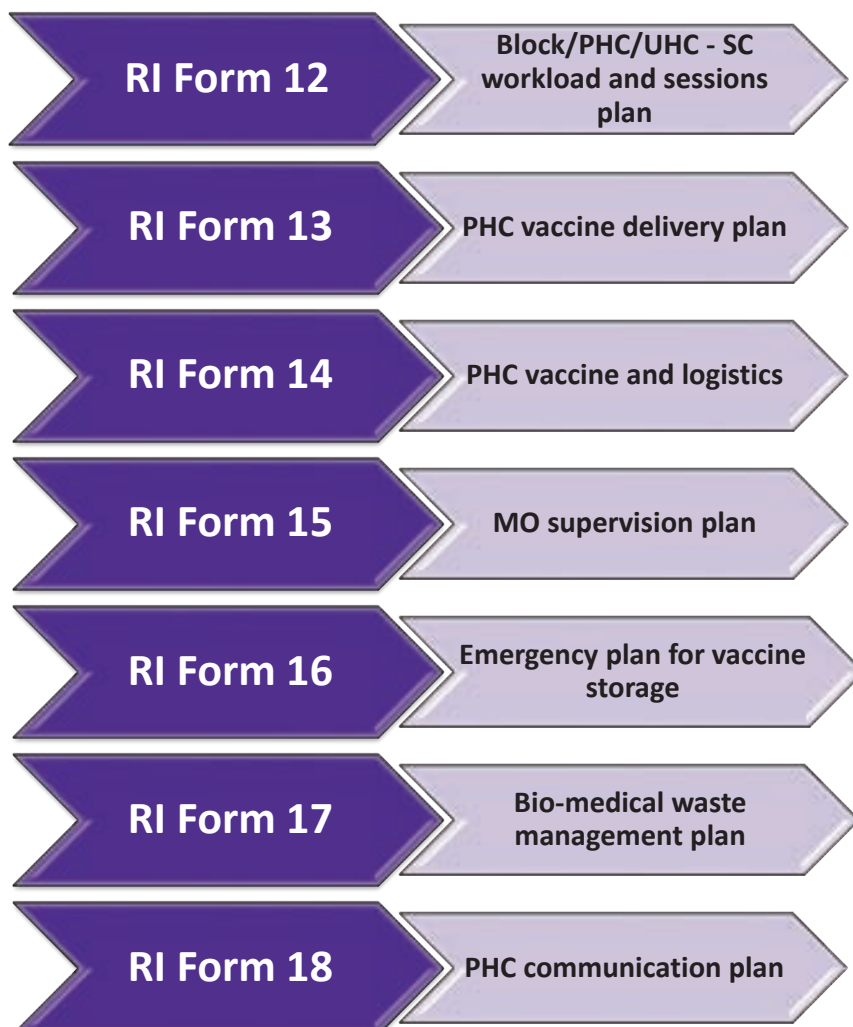 RI Form 12
Block/PHC/UHC - SC
workload and sessions
plan
RI Form 13
PHC vaccine delivery plan
RI Form 14
PHC vaccine and logistics
RI Form 15
MO supervision plan
RI Form 16
Emergency plan for vaccine
storage
RI Form 17
Bio-medical waste
management plan
RI Form 18
PHC communication plan